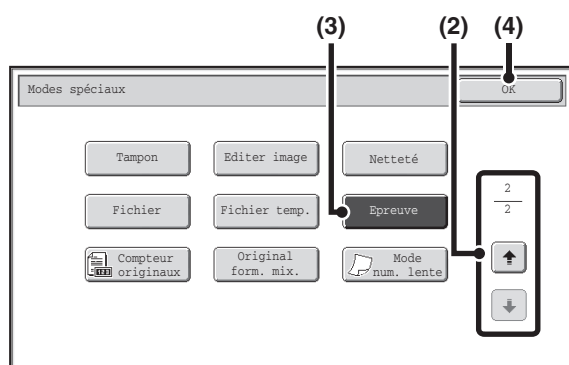 (3) (2) (4)
Modes spéciaux OK
Tampon Editer image Netteté
2
2
Fichier Fichier temp. Epreuve
Compteur
originaux
Original
form. mix.
Mode
num. lente
123